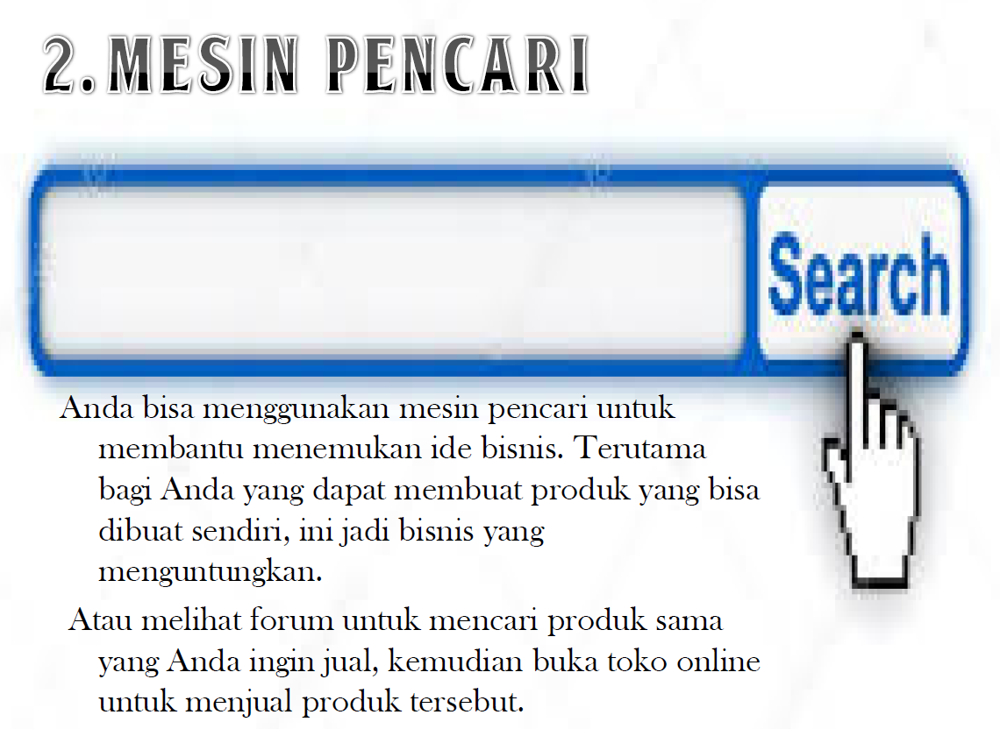 2. MESIN PENCARI
Search
Anda bisa menggunakan mesin pencari untuk
membantu menemukan ide bisnis. Terutama
bagi Anda yang dapat membuat produk yang bisa
dibuat sendiri, ini jadi bisnis yang
menguntungkan.
Atau melihat forum untuk mencari produk sama
yang Anda ingin jual, kemudian buka toko online
untuk menjual produk tersebut.